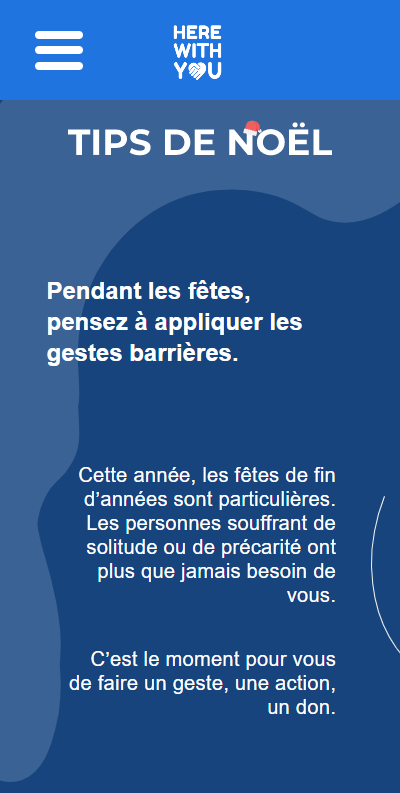 HERE
WITH
YOU
TIPS DE NOËL
Pendant les fêtes,
pensez à appliquer les
gestes barrières.
Cette année, les fêtes de fin
d’années sont particulières.
Les personnes souffrant de
solitude ou de précarité ont
plus que jamais besoin de
vous.
C’est le moment pour vous
de faire un geste, une action,
un don.